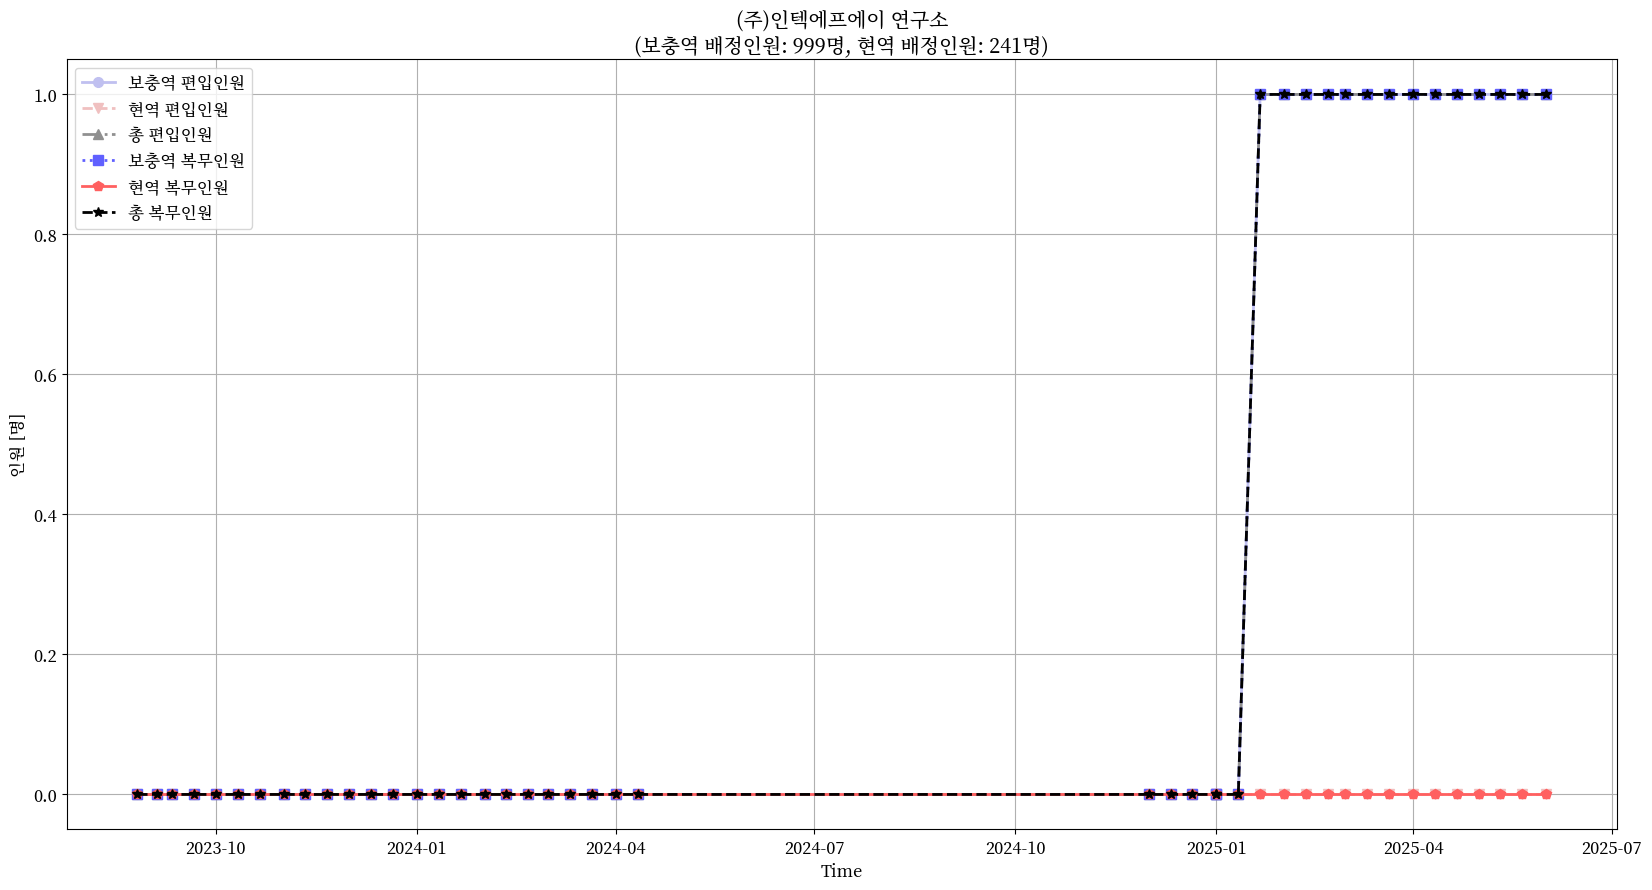 (주)인텍에프에이 연구소
(보충역 배정인원: 999명, 현역 배정인원: 241명)
보충역 편입인원
현역 편입인원
총 편입인원
보충역 복무인원
현역 복무인원
총 복무인원
1.0
0.8
0.6
0.4
0.2
0.0
인원 [명]
2023-10
2024-01
2024-04
2024-07
2024-10
2025-01
2025-04
2025-07
Time